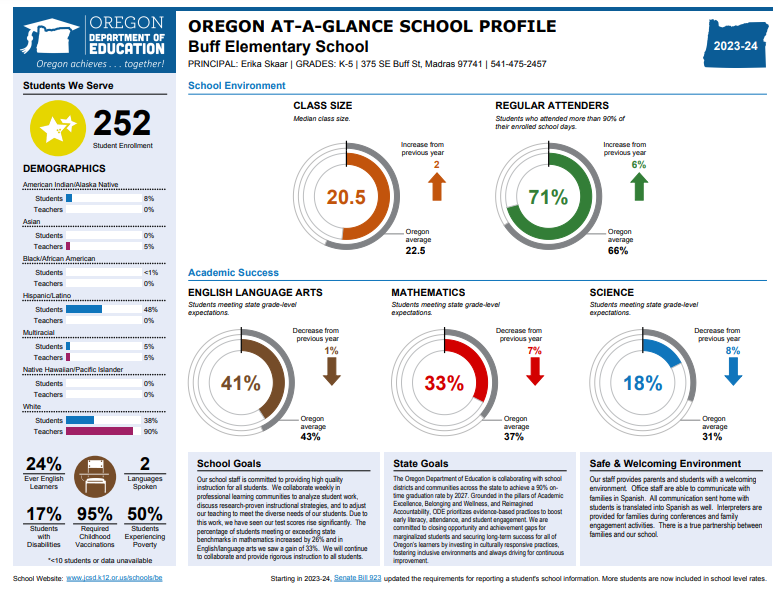 OREGON
DEPARTMENT OF
EDUCATION
Oregon achieves . . . together!
OREGON AT-A-GLANCE SCHOOL PROFILE
Buff Elementary School
PRINCIPAL: Erika Skaar | GRADES: K-5 | 375 SE Buff St, Madras 97741 | 541-475-2457
2023-24
Students We Serve
252
Student Enrollment
DEMOGRAPHICS
American Indian/Alaska Native
Students 8%
Teachers 0%
Asian
Students 0%
Teachers 5%
Black/African American
Students <1%
Teachers 0%
Hispanic/Latino
Students 48%
Teachers 0%
Multiracial
Students 5%
Teachers 5%
Native Hawaiian/Pacific Islander
Students 0%
Teachers 0%
White
Students 38%
Teachers 90%
24%
Ever English
Learners
2
Languages
Spoken
17%
Students
with
Disabilities
95%
Required
Childhood
Vaccinations
50%
Students
Experiencing
Poverty
*<10 students or data unavailable
School Environment
CLASS SIZE
Median class size.
20.5
Increase from
previous year
2
Oregon
average
22.5
REGULAR ATTENDERS
Students who attended more than 90% of
their enrolled school days.
71%
Increase from
previous year
6%
Oregon
average
66%
Academic Success
ENGLISH LANGUAGE ARTS
Students meeting state grade-level
expectations.
41%
Decrease from
previous year
1%
Oregon
average
43%
MATHEMATICS
Students meeting state grade-level
expectations.
33%
Decrease from
previous year
7%
Oregon
average
37%
SCIENCE
Students meeting state grade-level
expectations.
18%
Decrease from
previous year
8%
Oregon
average
31%
School Goals
Our school staff is committed to providing high quality
instruction for all students. We collaborate weekly in
professional learning communities to analyze student work,
discuss research-proven instructional strategies, and to adjust
our teaching to meet the diverse needs of our students. Due to
this work, we have seen our test scores rise significantly. The
percentage of students meeting or exceeding state
benchmarks in mathematics increased by 26% and in
English/language arts we saw a gain of 33%. We will continue
to collaborate and provide rigorous instruction to all students.
State Goals
The Oregon Department of Education is collaborating with school
districts and communities across the state to achieve a 90% on-
time graduation rate by 2027. Grounded in the pillars of Academic
Excellence, Belonging and Wellness, and Reimagined
Accountability, ODE prioritizes evidence-based practices to boost
early literacy, attendance, and student engagement. We are
committed to closing opportunity and achievement gaps for
marginalized students and securing long-term success for all of
Oregon's learners by investing in culturally responsive practices,
fostering inclusive environments and always driving for continuous
improvement.
Safe & Welcoming Environment
Our staff provides parents and students with a welcoming
environment. Office staff are able to communicate with
families in Spanish. All communication sent home with
students is translated into Spanish as well. Interpreters
are provided for families during conferences and family
engagement activities. There is a true partnership between
families and our school.
School Website: www.jcsd.k12.or.us/schools/be
Starting in 2023-24, Senate Bill 923 updated the requirements for reporting a student's school information. More students are now included in school level rates.